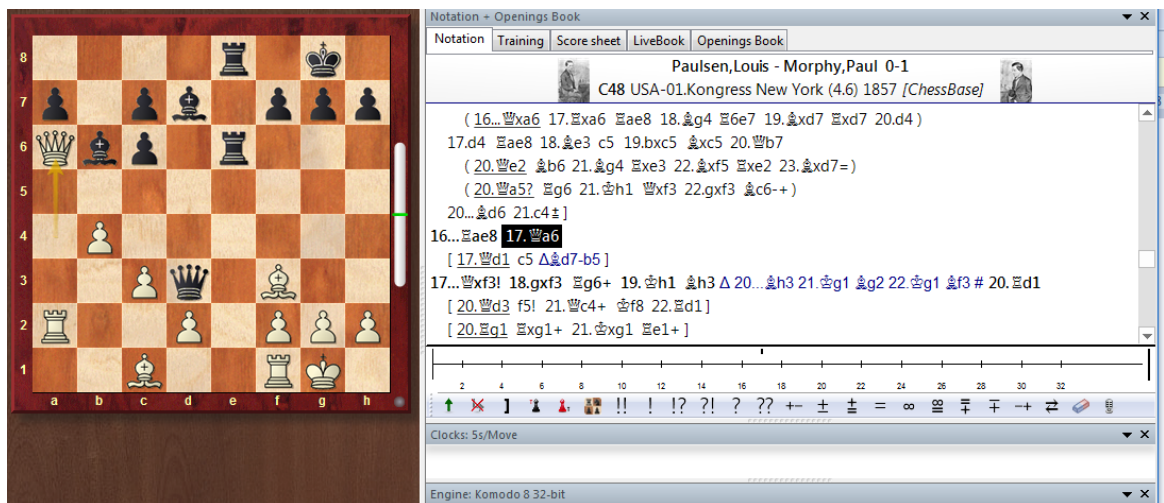 Notation + Openings Book
Notation Training Score sheet LiveBook Openings Book
Paulsen,Louis - Morphy,Paul 0-1
C48 USA-01.Kongress New York (4.6) 1857 [ChessBase]
( 16...♕xa6 17.♖xa6 ♖ae8 18.♗g4 ♖6e7 19.♗xd7 ♖xd7 20.d4 )
17.d4 ♖ae8 18.♗e3 c5 19.bxc5 ♗xc5 20.♕b7
( 20.♕e2 ♗b6 21.♗g4 ♖xe3 22.♗xf5 ♖xe2 23.♗xd7= )
( 20.♕a5? ♖g6 21.♔h1 ♕xf3 22.gxf3 ♗c6-+ )
20...♗d6 21.c4± ]
16...♖ae8 17.♕a6
[ 17.♕d1 c5 Δ♗d7-b5 ]
17...♕xf3! 18.gxf3 ♖g6+ 19.♔h1 ♗h3 Δ 20...♗h3 21.♔g1 ♗g2 22.♔g1 ♗f3 # 20.♖d1
[ 20.♕d3 f5! 21.♕c4+ ♔f8 22.♖d1 ]
[ 20.♖g1 ♖xg1+ 21.♔xg1 ♖e1+ ]
8
7
6
5
4
3
2
1
a b c d e f g h
2 4 6 8 10 12 14 16 18 20 22 24 26 28 30 32
!! ! !? ?! ? ?? +− ± ⩲ = ∞ ⩱ ∓ −+ ⇄
Clocks: 5s/Move
Engine: Komodo 8 32-bit